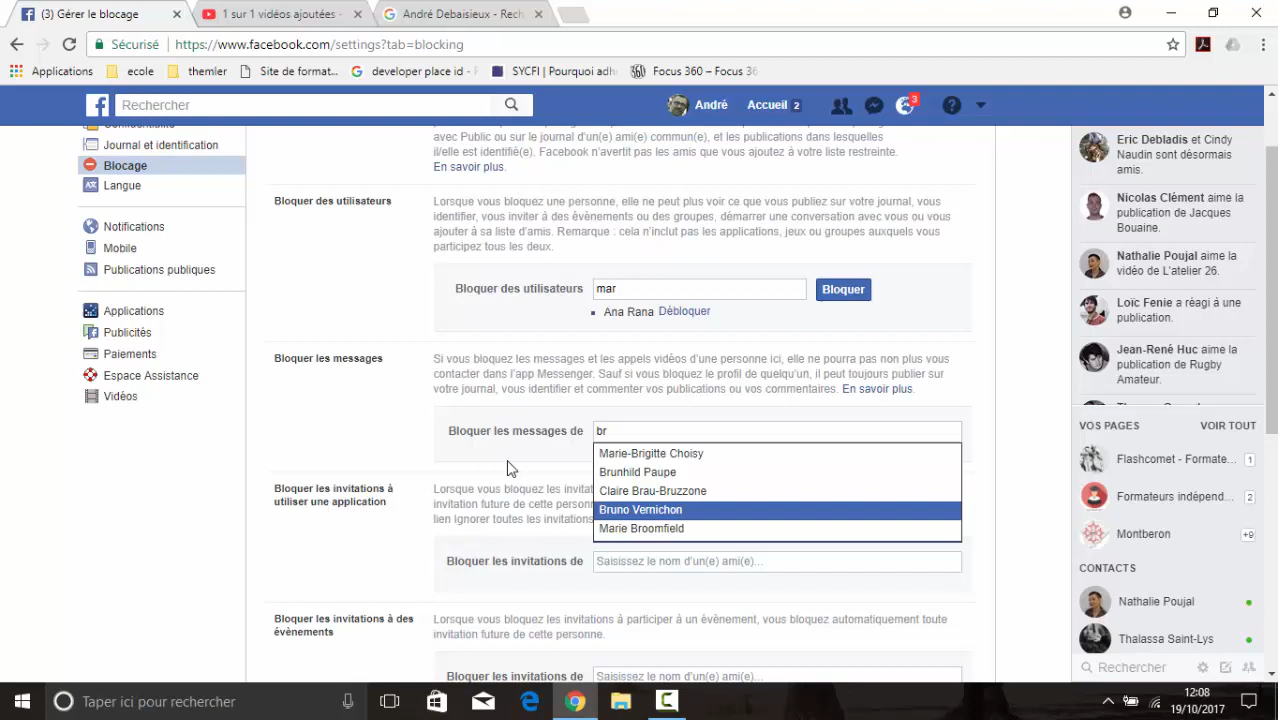 (3) Gérer le blocage
1 sur 1 vidéos ajoutées -
André Debaisieux - Rech
Sécurisé
https://www.facebook.com/settings?tab=blocking
Applications
ecole
themler
Site de format...
developer place id -
SYCFI | Pourquoi adh
Focus 360 – Focus 36
Rechercher
André
Accueil 2
3
Confidentialité
Journal et identification
Blocage
Langue
Notifications
Mobile
Publications publiques
Applications
Publicités
Paiements
Espace Assistance
Vidéos
avec Public ou sur le journal d'un(e) ami(e) commun(e), et les publications dans lesquelles
il/elle est identifié(e). Facebook n'avertit pas les amis que vous ajoutez à votre liste restreinte.
En savoir plus.
Bloquer des utilisateurs
Lorsque vous bloquez une personne, elle ne peut plus voir ce que vous publiez sur votre journal, vous
identifier, vous inviter à des évènements ou des groupes, démarrer une conversation avec vous ou vous
ajouter à sa liste d'amis. Remarque : cela n'inclut pas les applications, jeux ou groupes auxquels vous
participez tous les deux.
Bloquer des utilisateurs
mar
Bloquer
Ana Rana Débloquer
Bloquer les messages
Si vous bloquez les messages et les appels vidéos d'une personne ici, elle ne pourra pas non plus vous
contacter dans l'app Messenger. Sauf si vous bloquez le profil de quelqu'un, il peut toujours publier sur
votre journal, vous identifier et commenter vos publications ou vos commentaires. En savoir plus.
Bloquer les messages de
br
Marie-Brigitte Choisy
Brunhild Paupe
Claire Brau-Bruzzone
Bruno Vernichon
Marie Broomfield
Bloquer les invitations à
utiliser une application
Lorsque vous bloquez les invitat
invitation future de cette personn
lien Ignorer toutes les invitations
Bloquer les invitations de
Saisissez le nom d'un(e) ami(e)...
Bloquer les invitations à des
évènements
Lorsque vous bloquez les invitations à participer à un évènement, vous bloquez automatiquement toute
invitation future de cette personne.
Bloquer les invitations de
Saisissez le nom d'un(e) ami(e)...
Eric Debladis et Cindy
Naudin sont désormais
amis.
Nicolas Clément aime la
publication de Jacques
Bouaine.
Nathalie Poujal aime la
vidéo de L'atelier 26.
Loïc Fenie a réagi à une
publication.
Jean-René Huc aime la
publication de Rugby
Amateur.
VOS PAGES
VOIR TOUT
Flashcomet - Formate...
1
Formateurs indépend...
2
Montberon
+9
CONTACTS
Nathalie Poujal
Thalassa Saint-Lys
Rechercher
Taper ici pour rechercher
12:08
19/10/2017